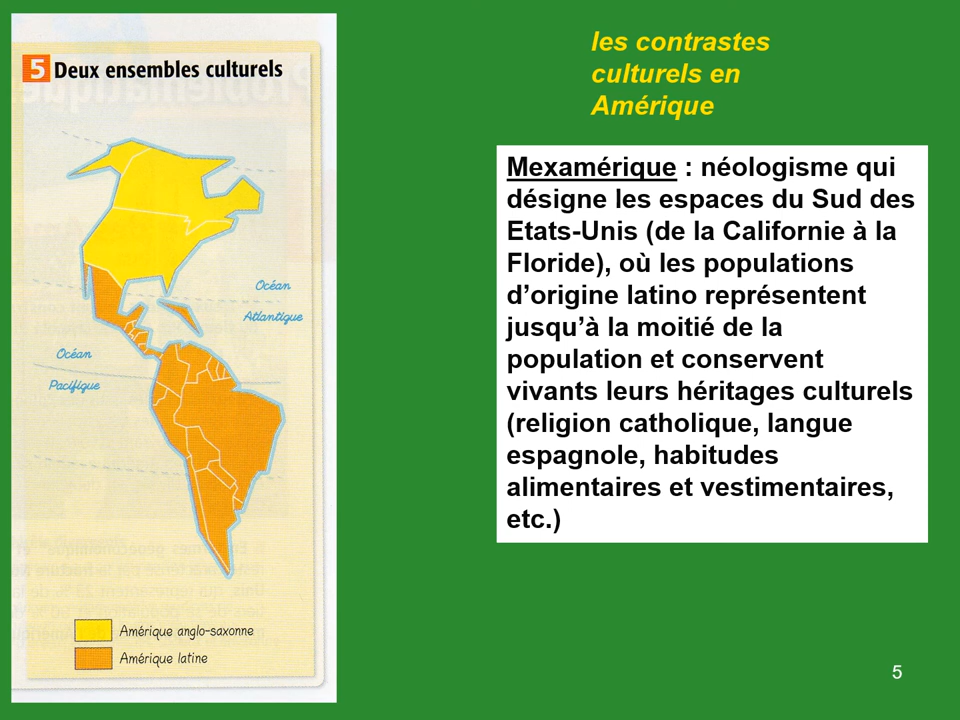 5 Deux ensembles culturels
Océan
Atlantique
Océan
Pacifique
Amérique anglo-saxonne
Amérique latine
les contrastes
culturels en
Amérique
Mexamérique : néologisme qui
désigne les espaces du Sud des
Etats-Unis (de la Californie à la
Floride), où les populations
d’origine latino représentent
jusqu’à la moitié de la
population et conservent
vivants leurs héritages culturels
(religion catholique, langue
espagnole, habitudes
alimentaires et vestimentaires,
etc.)
5